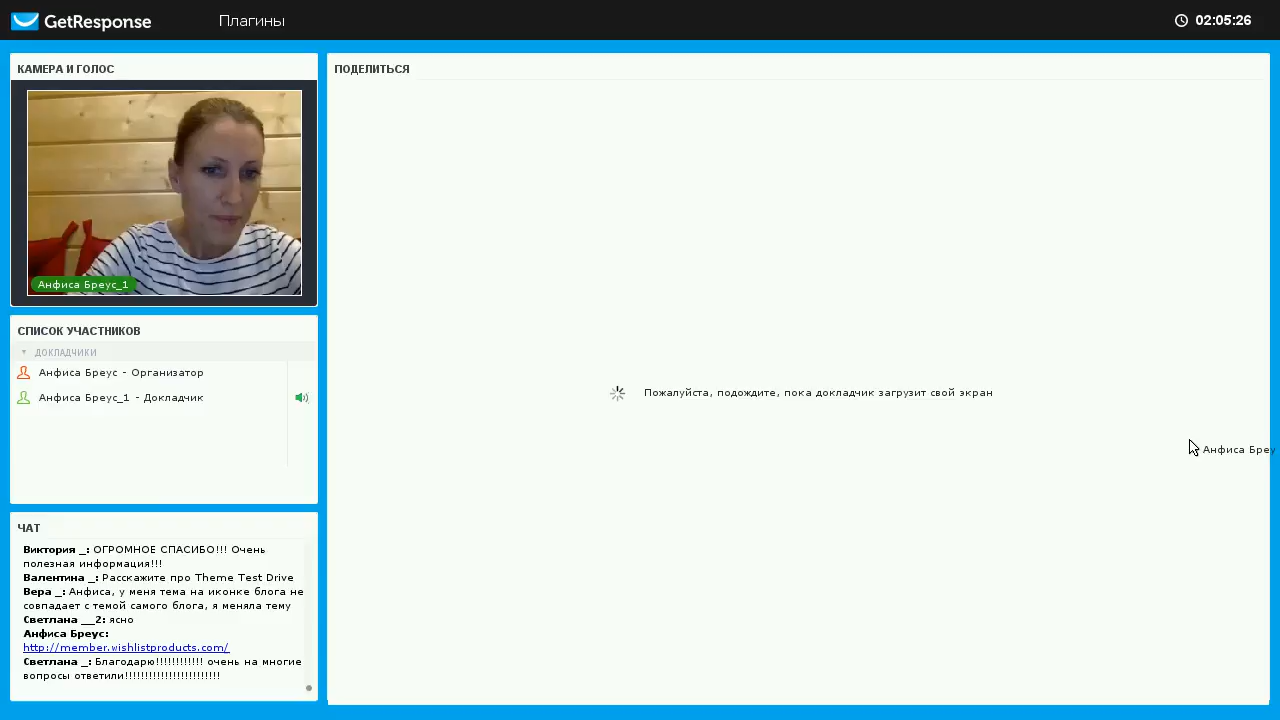 GetResponse
Плагины
02:05:26
КАМЕРА И ГОЛОС
Анфиса Бреус_1
СПИСОК УЧАСТНИКОВ
ДОКЛАДЧИКИ
Анфиса Бреус - Организатор
Анфиса Бреус_1 - Докладчик
ЧАТ
Виктория _: ОГРОМНОЕ СПАСИБО!!! Очень
полезная информация!!!
Валентина _: Расскажите про Theme Test Drive
Вера _: Анфиса, у меня тема на иконке блога не
совпадает с темой самого блога, я меняла тему
Светлана __2: ясно
Анфиса Бреус:
http://member.wishlistproducts.com/
Светлана _: Благодарю!!!!!!!!!!!! очень на многие
вопросы ответили!!!!!!!!!!!!!!!!!!!!!!!!
ПОДЕЛИТЬСЯ
Пожалуйста, подождите, пока докладчик загрузит свой экран
Анфиса Бреу